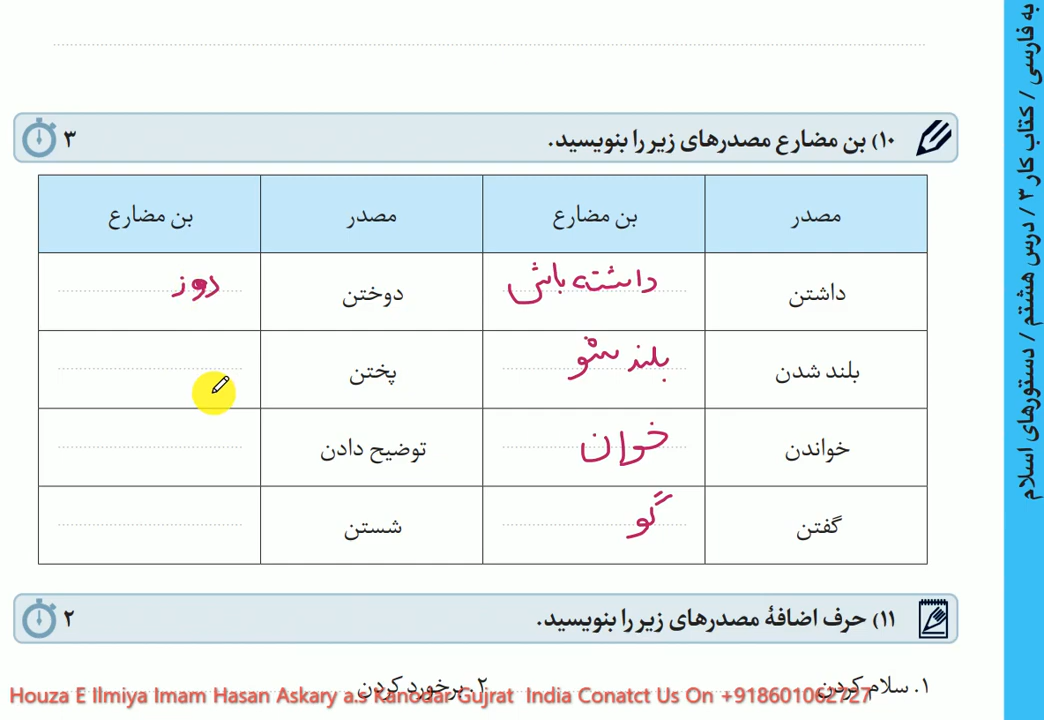 ۱۰) بن مضارع مصدرهای زیر را بنویسید.
۳
مصدر بن مضارع مصدر بن مضارع
داشتن داشته باش دوختن دوز
بلند شدن بلند شو پختن
خواندن خوان توضیح دادن
گفتن گو شستن
۱۱) حرف اضافهٔ مصدرهای زیر را بنویسید.
۲
۱. سلام کردن ۲. برخورد کردن
Houza E Ilmiya Imam Hasan Askary a.s Kanodar Gujrat India Conatct Us On +918601062727
به فارسی / کتاب کار ۳ / درس هشتم / دستورهای اسلام